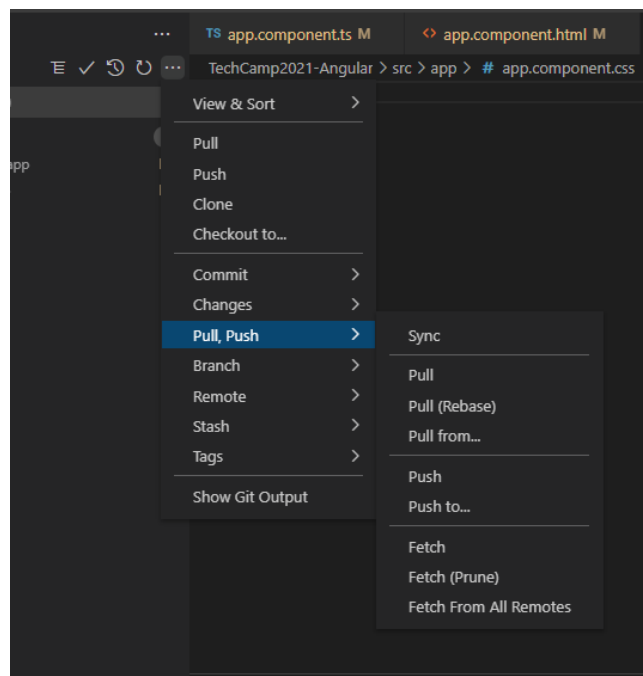 TS app.component.ts M
<> app.component.html M
TechCamp2021-Angular > src > app > # app.component.css
View & Sort
Pull
Push
Clone
Checkout to...
Commit
Changes
Pull, Push
Branch
Remote
Stash
Tags
Show Git Output
Sync
Pull
Pull (Rebase)
Pull from...
Push
Push to...
Fetch
Fetch (Prune)
Fetch From All Remotes